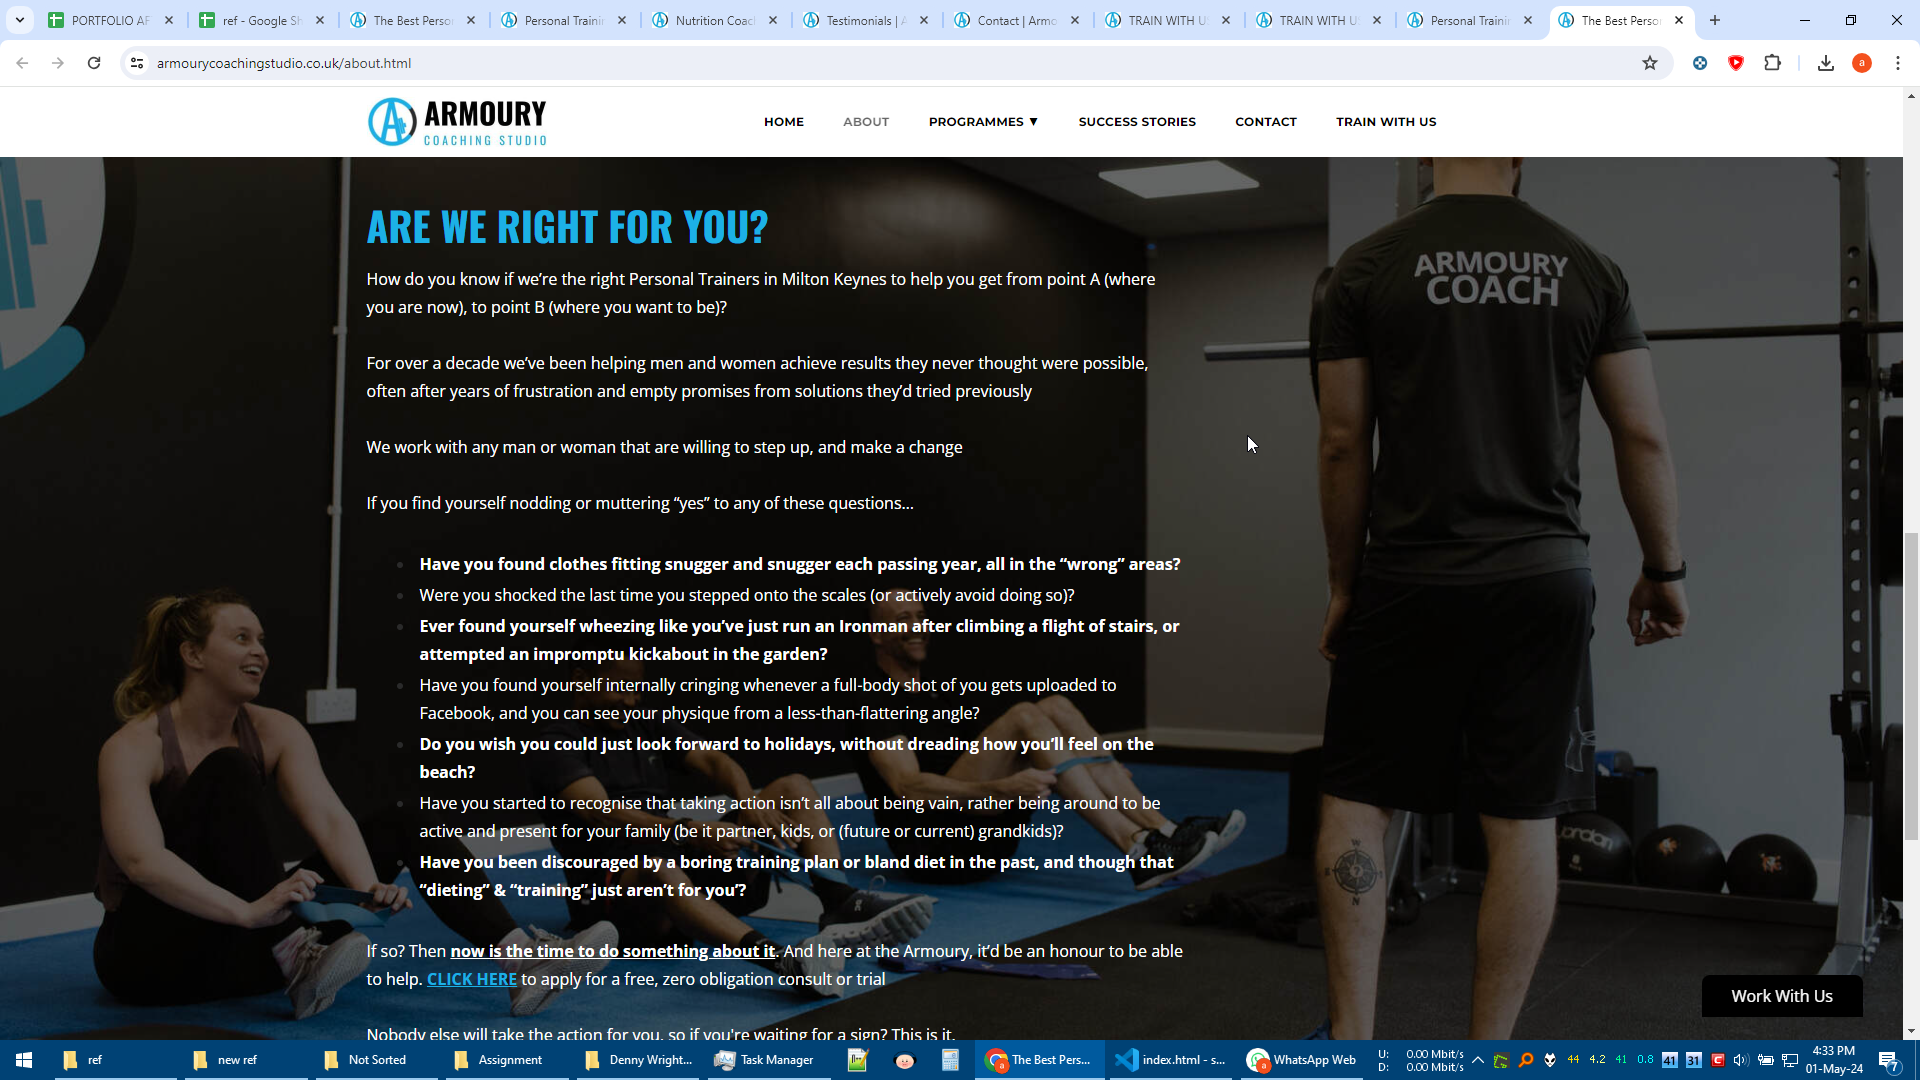 PORTFOLIO AF
ref - Google Sh
The Best Perso
Personal Traini
Nutrition Coac
Testimonials | A
Contact | Armo
TRAIN WITH U
TRAIN WITH U
Personal Traini
The Best Perso
armourycoachingstudio.co.uk/about.html
a
ARMOURY
COACHING STUDIO
HOME
ABOUT
PROGRAMMES ▼
SUCCESS STORIES
CONTACT
TRAIN WITH US
ARMOURY
COACH
ARE WE RIGHT FOR YOU?
How do you know if we’re the right Personal Trainers in Milton Keynes to help you get from point A (where
you are now), to point B (where you want to be)?
For over a decade we’ve been helping men and women achieve results they never thought were possible,
often after years of frustration and empty promises from solutions they’d tried previously
We work with any man or woman that are willing to step up, and make a change
If you find yourself nodding or muttering “yes” to any of these questions…
Have you found clothes fitting snugger and snugger each passing year, all in the “wrong” areas?
Were you shocked the last time you stepped onto the scales (or actively avoid doing so)?
Ever found yourself wheezing like you’ve just run an Ironman after climbing a flight of stairs, or
attempted an impromptu kickabout in the garden?
Have you found yourself internally cringing whenever a full-body shot of you gets uploaded to
Facebook, and you can see your physique from a less-than-flattering angle?
Do you wish you could just look forward to holidays, without dreading how you’ll feel on the
beach?
Have you started to recognise that taking action isn’t all about being vain, rather being around to be
active and present for your family (be it partner, kids, or (future or current) grandkids)?
Have you been discouraged by a boring training plan or bland diet in the past, and though that
“dieting” & “training” just aren’t for you’?
If so? Then now is the time to do something about it. And here at the Armoury, it’d be an honour to be able
to help. CLICK HERE to apply for a free, zero obligation consult or trial
Nobody else will take the action for you, so if you're waiting for a sign? This is it.
Work With Us
ref
new ref
Not Sorted
Assignment
Denny Wright...
Task Manager
The Best Pers...
index.html - s...
WhatsApp Web
U: 0.00 Mbit/s
D: 0.00 Mbit/s
44 4.2 41 0.8 41 31
4:33 PM
01-May-24
7